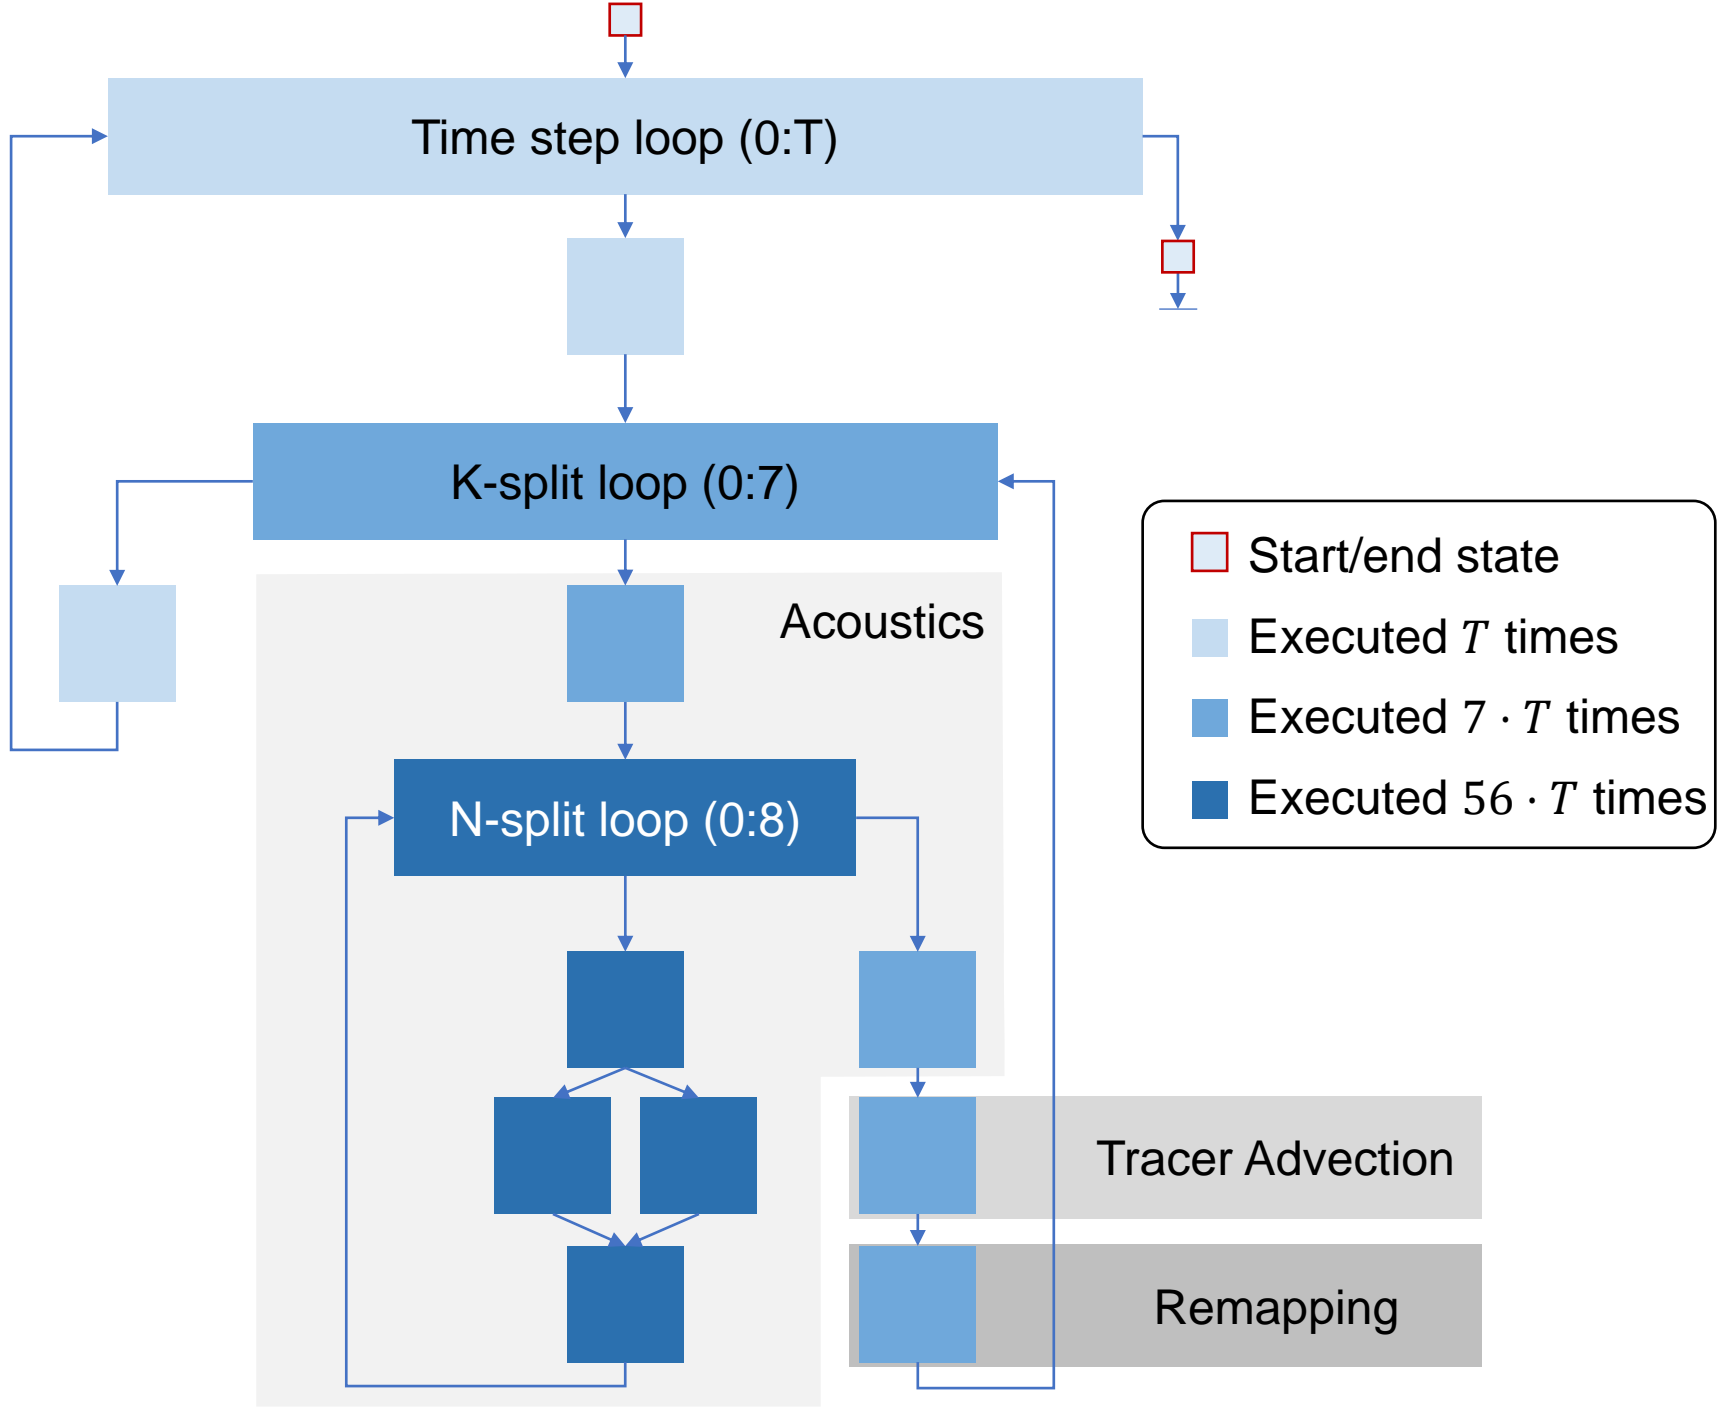 Time step loop (0:T)
K-split loop (0:7)
Acoustics
N-split loop (0:8)
Tracer Advection
Remapping
Start/end state
Executed T times
Executed 7 · T times
Executed 56 · T times